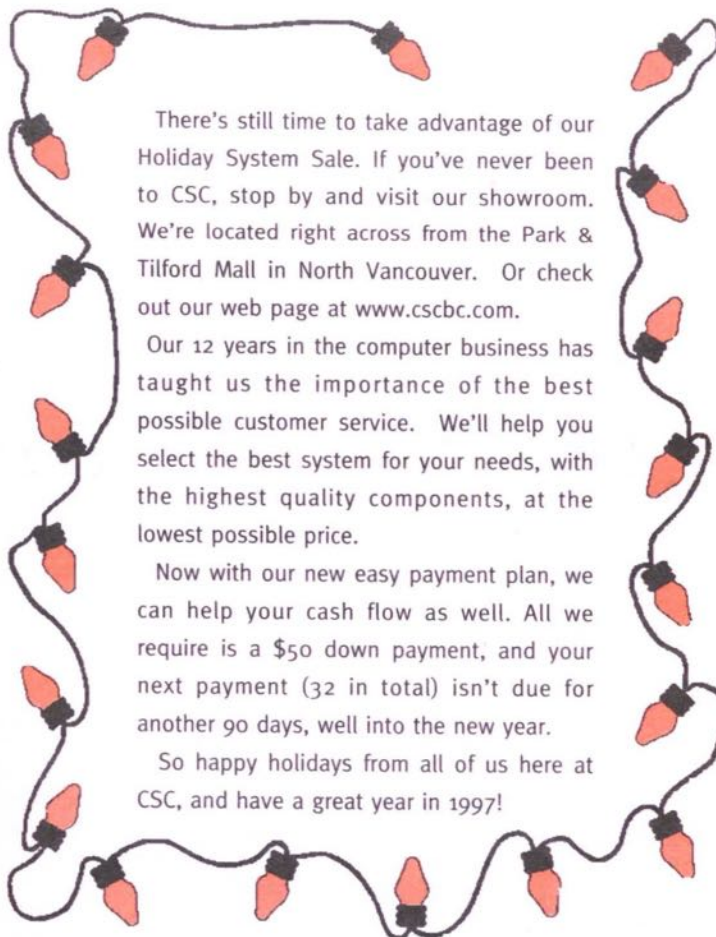 There's still time to take advantage of our
Holiday System Sale. If you've never been
to CSC, stop by and visit our showroom.
We're located right across from the Park &
Tilford Mall in North Vancouver. Or check
out our web page at www.cscbc.com.
Our 12 years in the computer business has
taught us the importance of the best
possible customer service. We'll help you
select the best system for your needs, with
the highest quality components, at the
lowest possible price.
Now with our new easy payment plan, we
can help your cash flow as well. All we
require is a $50 down payment, and your
next payment (32 in total) isn't due for
another 90 days, well into the new year.
So happy holidays from all of us here at
CSC, and have a great year in 1997!